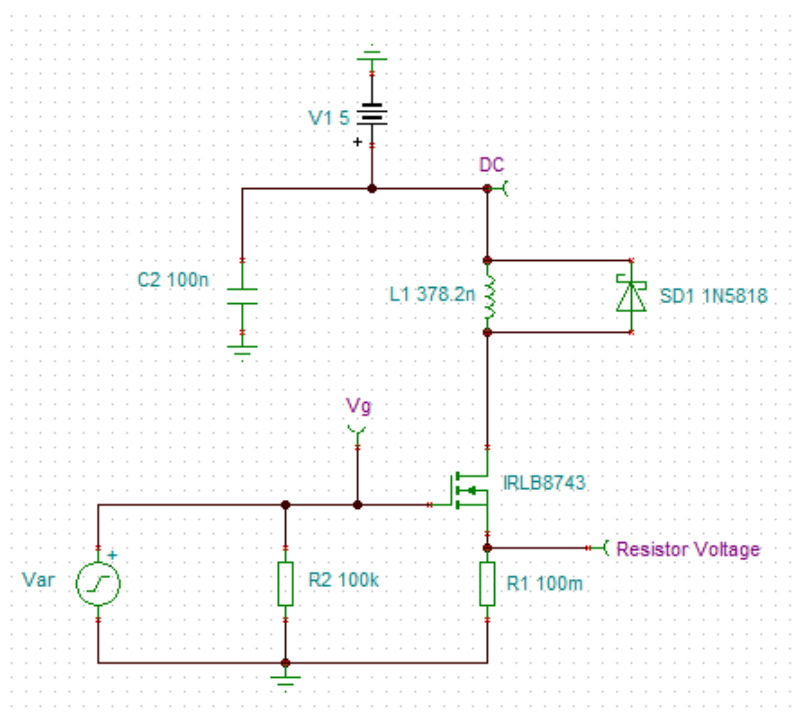 V1 5
+
DC
C2 100n
L1 378.2n
SD1 1N5818
Vg
IRLB8743
+
Resistor Voltage
Var
R2 100k
R1 100m